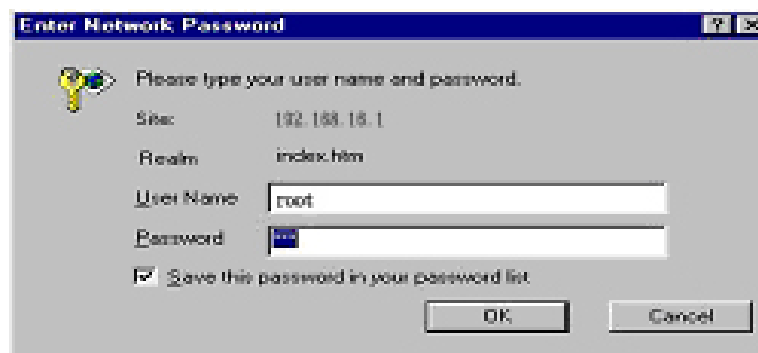 Enter Network Password
Please type your user name and password.
Site: 192.168.16.1
Realm index.htm
User Name root
Password ***
Save this password in your password list
OK Cancel